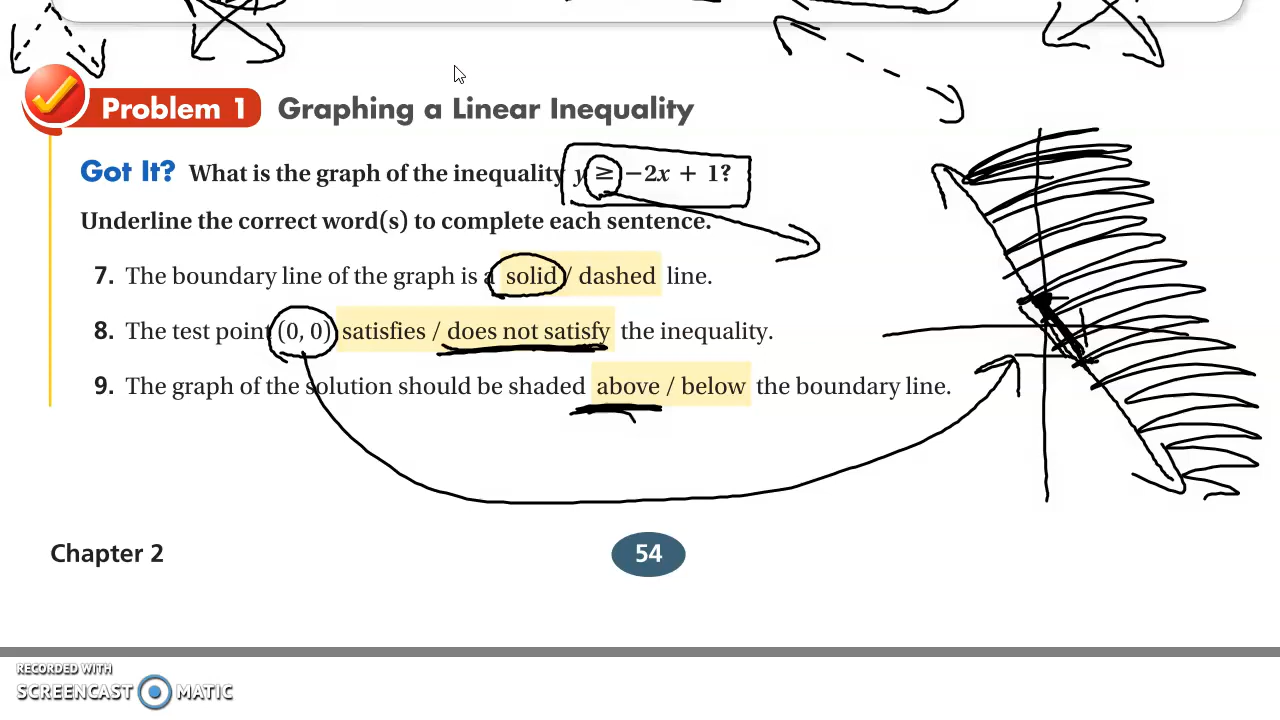 Problem 1 Graphing a Linear Inequality
Got It? What is the graph of the inequality y ≥ −2x + 1?
Underline the correct word(s) to complete each sentence.
7. The boundary line of the graph is a solid / dashed line.
8. The test point (0, 0) satisfies / does not satisfy the inequality.
9. The graph of the solution should be shaded above / below the boundary line.
Chapter 2
54
RECORDED WITH
SCREENCAST MATIC